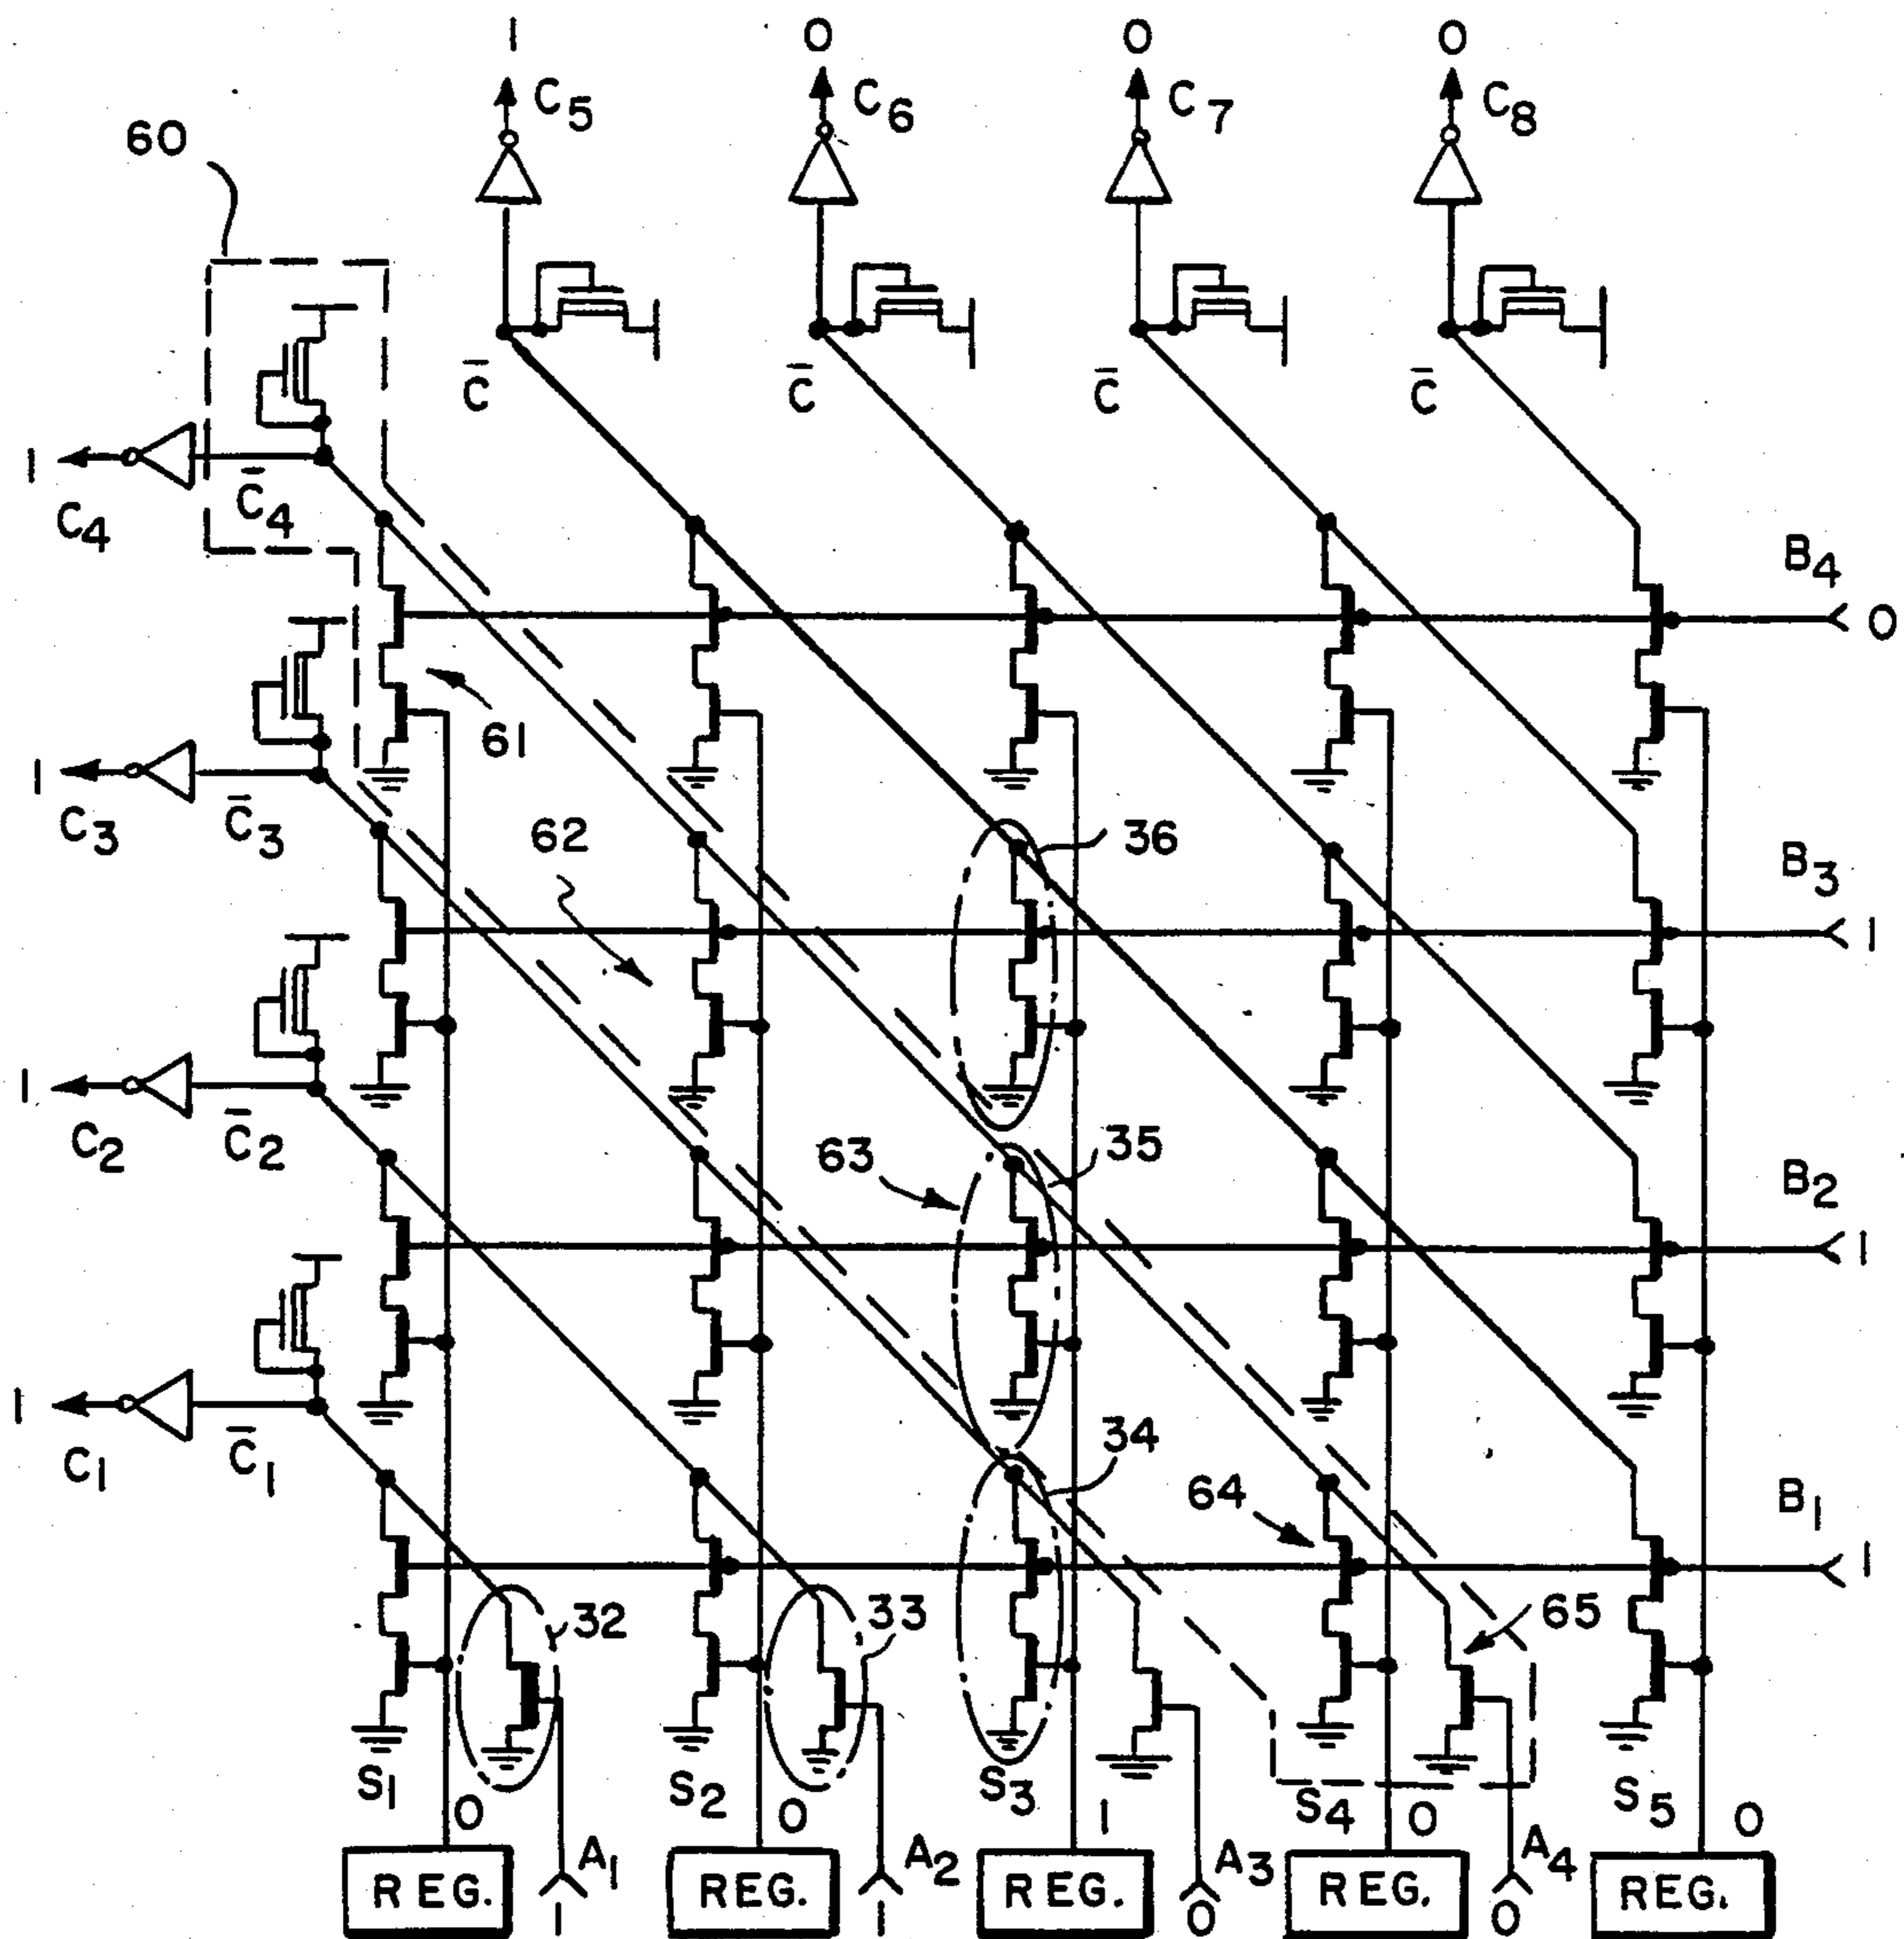 1 0 0 0
C5 C6 C7 C8
60
C̄ C̄ C̄ C̄
1 C4 C̄4
B4 0
61
1 C3 C̄3
62
36
B3 1
1 C2 C̄2
63
35
B2 1
1 C1 C̄1
34
64
B1 1
32
33
65
S1 0 S2 0 S3 1 S4 0 S5 0
A1 A2 A3 A4
REG. REG. REG. REG. REG.
1 1 0 0